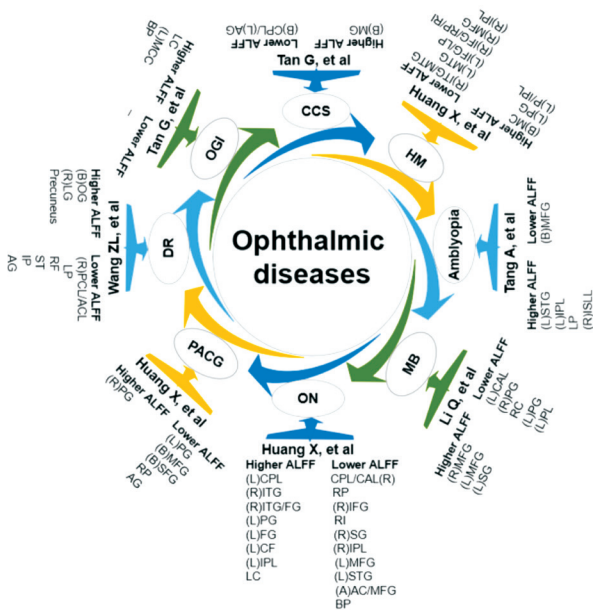 Ophthalmic
diseases
CCS
Tan G, et al
Higher ALFF
(B)MG
Lower ALFF
(B)CPL/(L)AG
HM
Huang X, et al
Higher ALFF
(B)MC
(L)PG
(L)P/IPL
Lower ALFF
(R)ITG/MTG
(L)MTG
(L)IFG/LP
(R)IFG/RP/RI
(R)MFG
(R)IPL
Amblyopia
Tang A, et al
Lower ALFF
(B)MFG
Higher ALFF
(L)STG
(L)IPL
LP
(R)ISLL
MB
Li Q, et al
Lower ALFF
(L)CAL
(R)PG
RC
(L)PG
(L)PL
Higher ALFF
(R)MFG
(L)MFG
(L)SG
ON
Huang X, et al
Higher ALFF
(L)CPL
(R)ITG
(R)ITG/FG
(L)PG
(L)FG
(L)CF
(L)IPL
LC
Lower ALFF
CPL/CAL(R)
RP
(R)IFG
RI
(R)SG
(R)IPL
(L)MFG
(L)STG
(A)AC/MFG
BP
PACG
Huang X, et al
Higher ALFF
(R)PG
Lower ALFF
(L)PG
(B)MFG
(B)SFG
RP
AG
DR
Wang ZL, et al
Higher ALFF
(B)OG
(R)LG
Precuneus
Lower ALFF
(R)PCL/ACL
LP
RF
ST
IP
AG
OGI
Tan G, et al
Higher ALFF
LC
(L)MCC
BP
Lower ALFF
–